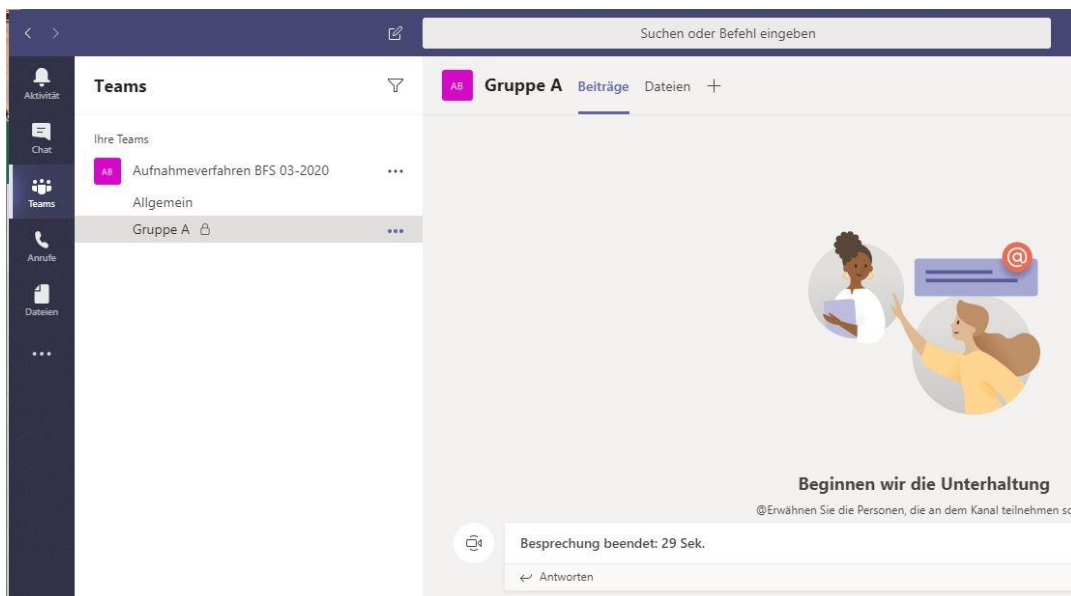 Suchen oder Befehl eingeben
Aktivität
Chat
Teams
Anrufe
Dateien
Teams
Ihre Teams
AB Aufnahmeverfahren BFS 03-2020
Allgemein
Gruppe A
AB Gruppe A Beiträge Dateien
@
Beginnen wir die Unterhaltung
@Erwähnen Sie die Personen, die an dem Kanal teilnehmen
Besprechung beendet: 29 Sek.
Antworten